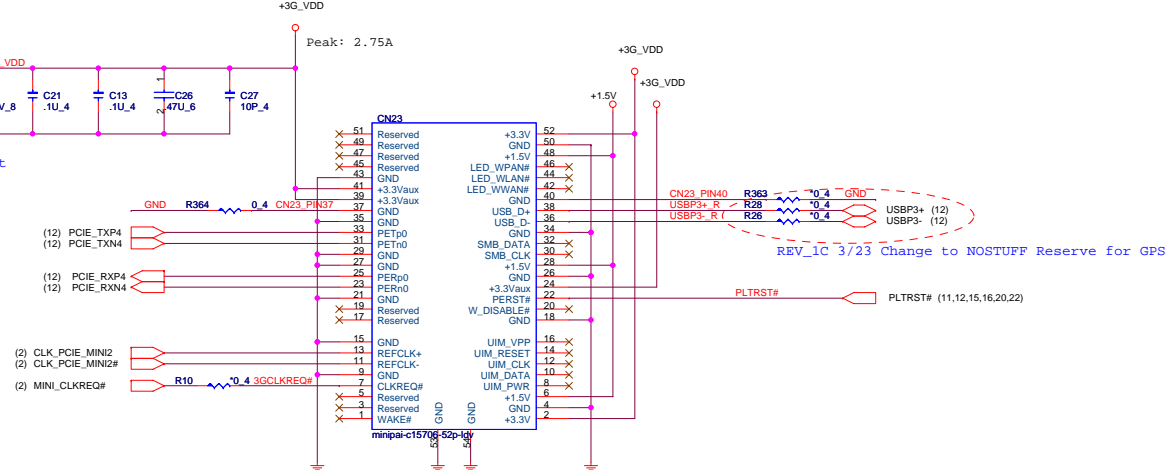 +3G_VDD
Peak: 2.75A
_VDD
V_8
C21
.1U_4
C13
.1U_4
1
2
C26
.47U_6
C27
10P_4
t
+3G_VDD
+3G_VDD
+1.5V
CN23
51 Reserved +3.3V 52
49 Reserved GND 50
47 Reserved +1.5V 48
45 Reserved LED_WPAN# 46
43 GND LED_WLAN# 44
41 +3.3Vaux LED_WWAN# 42
39 +3.3Vaux GND 40 CN23_PIN40 R363 *0_4 GND
GND R364 0_4 CN23_PIN37 37 GND USB_D+ 38 USBP3+_R R28 *0_4 USBP3+ (12)
35 GND USB_D- 36 USBP3-_R R26 *0_4 USBP3- (12)
(12) PCIE_TXP4 33 PETp0 GND 34
(12) PCIE_TXN4 31 PETn0 SMB_DATA 32
29 GND SMB_CLK 30
REV_1C 3/23 Change to NOSTUFF Reserve for GPS
27 GND +1.5V 28
(12) PCIE_RXP4 25 PERp0 GND 26
(12) PCIE_RXN4 23 PERn0 +3.3Vaux 24
21 GND PERST# 22 PLTRST# PLTRST# (11,12,15,16,20,22)
19 Reserved W_DISABLE# 20
17 Reserved GND 18
15 GND UIM_VPP 16
(2) CLK_PCIE_MINI2 13 REFCLK+ UIM_RESET 14
(2) CLK_PCIE_MINI2# 11 REFCLK- UIM_CLK 12
9 GND UIM_DATA 10
(2) MINI_CLKREQ# R10 *0_4 3GCLKREQ# 7 CLKREQ# UIM_PWR 8
5 Reserved +1.5V 6
3 Reserved GND 4
1 WAKE# +3.3V 2
GND GND
53 54
minipai-c15706-52p-ldv